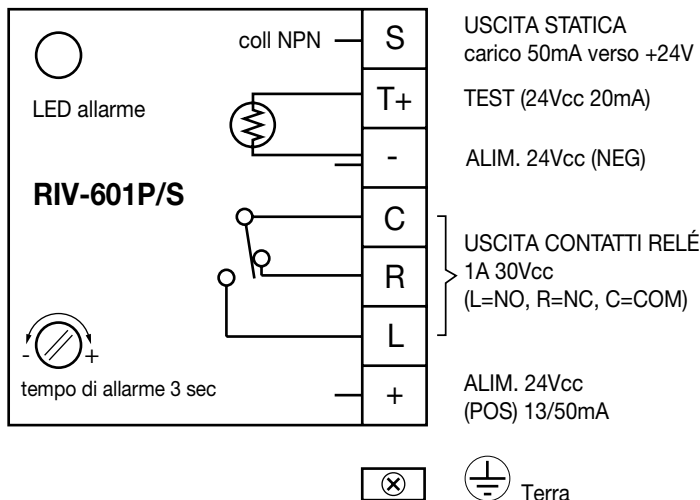 coll NPN
S
USCITA STATICA
carico 50mA verso +24V
LED allarme
T+
TEST (24Vcc 20mA)
-
ALIM. 24Vcc (NEG)
RIV-601P/S
C
R
L
USCITA CONTATTI RELÉ
1A 30Vcc
(L=NO, R=NC, C=COM)
- +
tempo di allarme 3 sec
+
ALIM. 24Vcc
(POS) 13/50mA
Terra